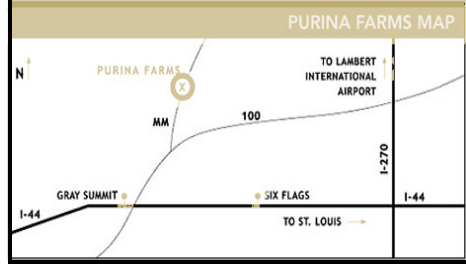 PURINA FARMS MAP
N
PURINA FARMS
X
TO LAMBERT
INTERNATIONAL
AIRPORT
MM
100
I-270
GRAY SUMMIT
SIX FLAGS
I-44
I-44
TO ST. LOUIS